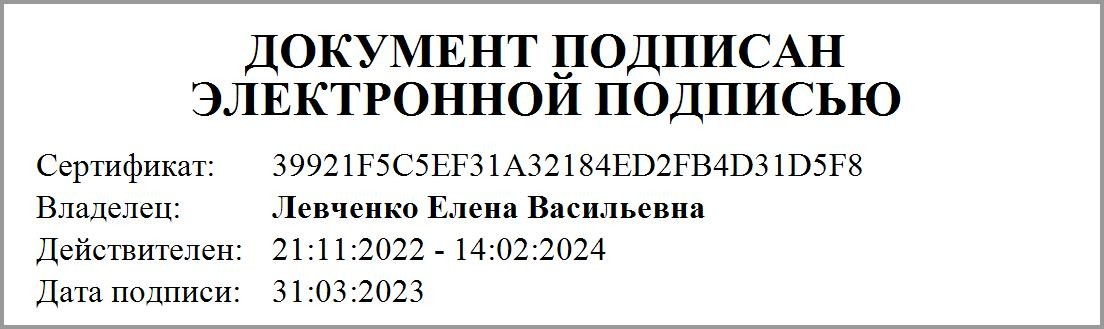 ДОКУМЕНТ ПОДПИСАН
ЭЛЕКТРОННОЙ ПОДПИСЬЮ
Сертификат: 39921F5C5EF31A32184ED2FB4D31D5F8
Владелец: Левченко Елена Васильевна
Действителен: 21:11:2022 - 14:02:2024
Дата подписи: 31:03:2023